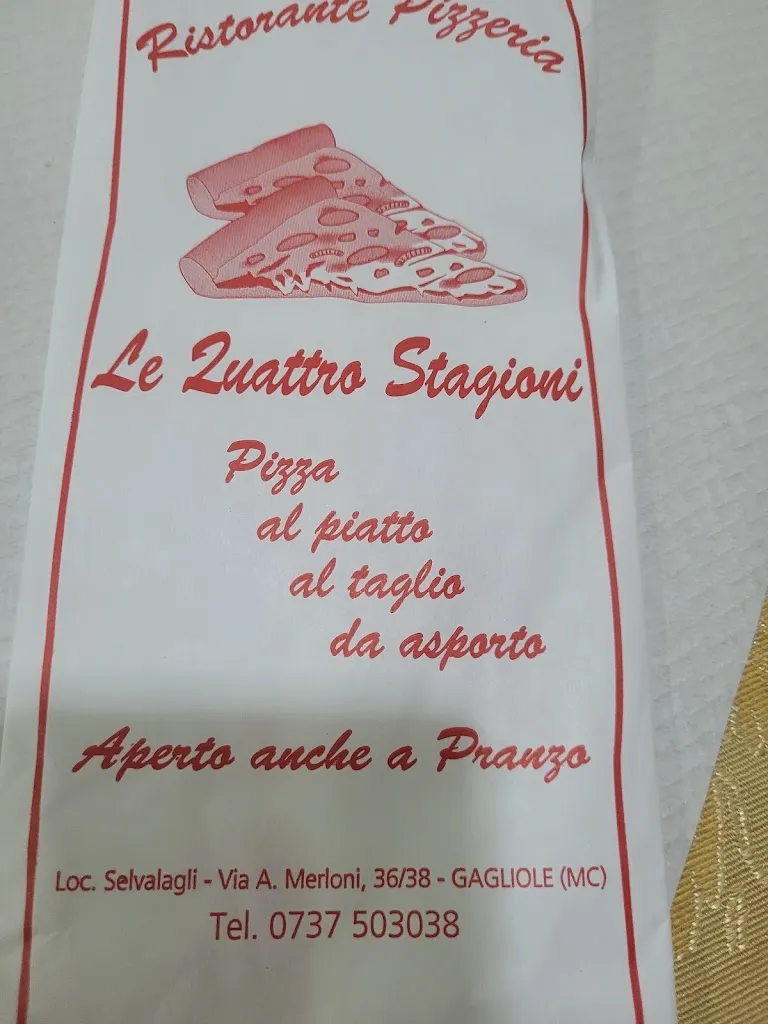 Ristorante Pizzeria
Le Quattro Stagioni
Pizza
al piatto
al taglio
da asporto
Aperto anche a Pranzo
Loc. Selvalagli - Via A. Merloni, 36/38 - GAGLIOLE (MC)
Tel. 0737 503038